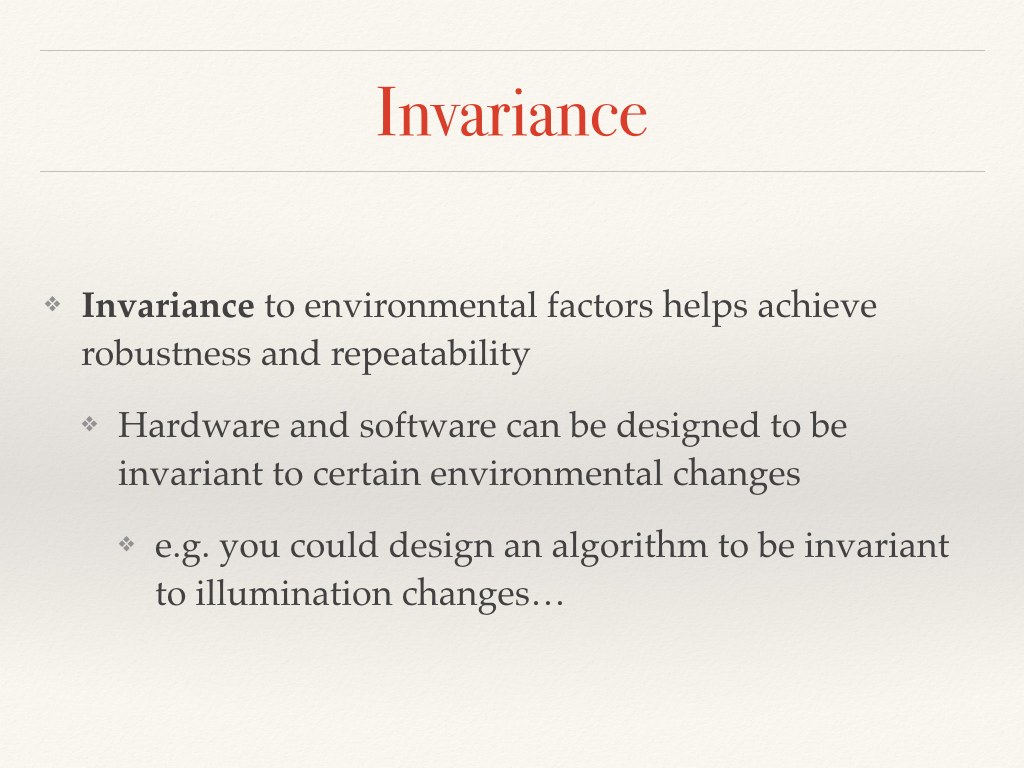 Invariance
❖ Invariance to environmental factors helps achieve
robustness and repeatability
❖ Hardware and software can be designed to be
invariant to certain environmental changes
❖ e.g. you could design an algorithm to be invariant
to illumination changes…